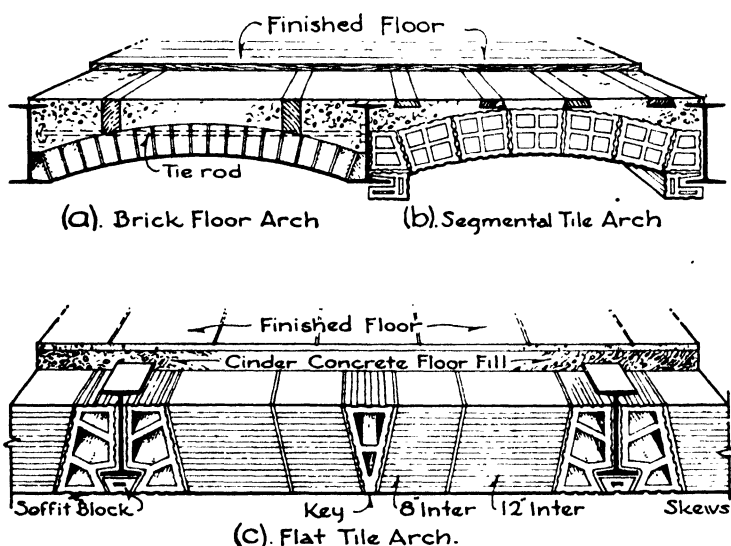 Finished Floor
Tie rod
(a). Brick Floor Arch
(b). Segmental Tile Arch
Finished Floor
Cinder Concrete Floor Fill
Soffit Block
Key
8" Inter
12" Inter
Skews
(c). Flat Tile Arch.